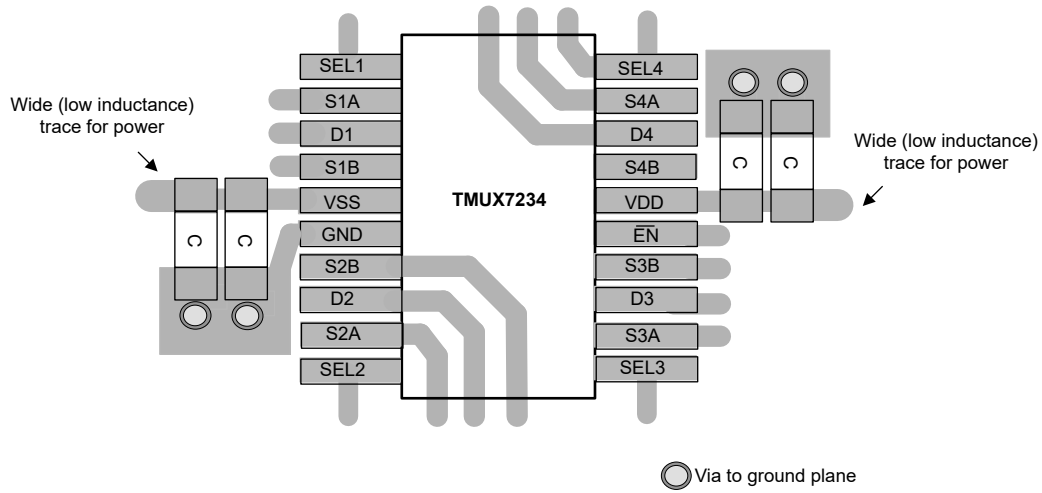 SEL1
S1A
D1
S1B
VSS
GND
S2B
D2
S2A
SEL2
TMUX7234
SEL4
S4A
D4
S4B
VDD
E̅N̅
S3B
D3
S3A
SEL3
Wide (low inductance)
trace for power
C
C
C
C
Wide (low inductance)
trace for power
Via to ground plane